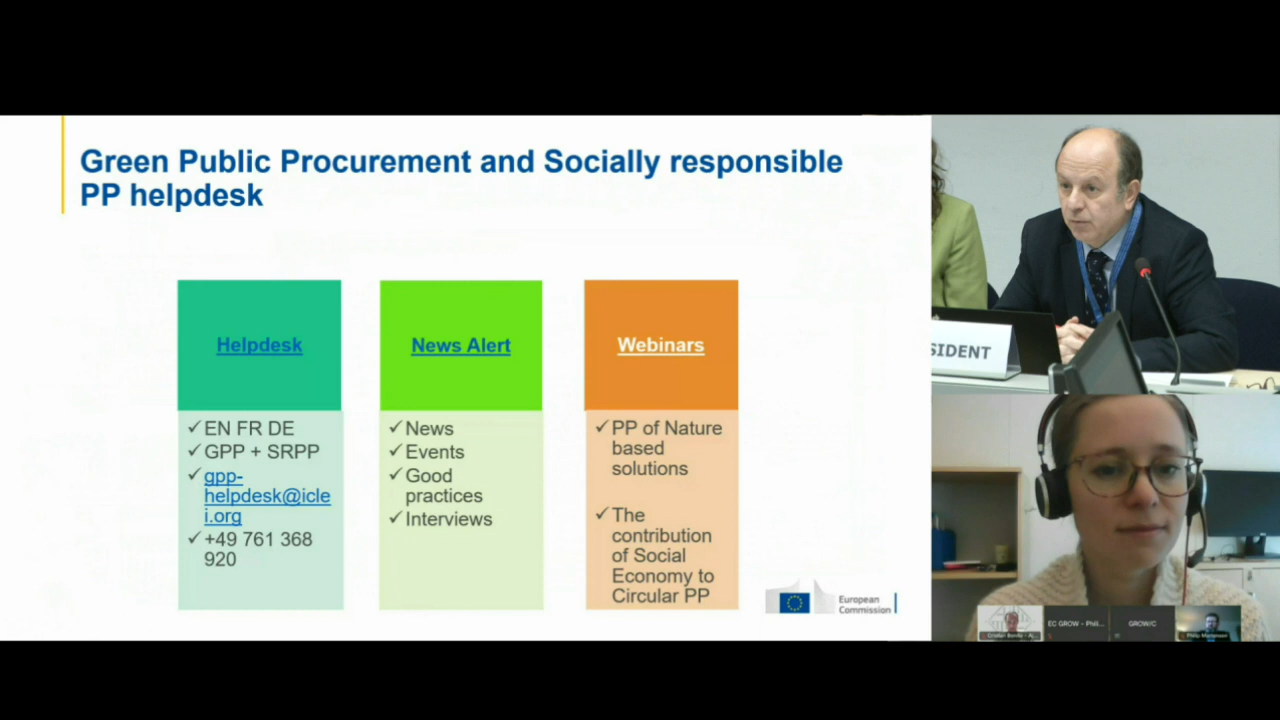 Green Public Procurement and Socially responsible
PP helpdesk
Helpdesk
✓EN FR DE
✓GPP + SRPP
✓gpp-
helpdesk@icle
i.org
✓+49 761 368
920
News Alert
✓News
✓Events
✓Good
practices
✓Interviews
Webinars
✓PP of Nature
based
solutions
✓The
contribution
of Social
Economy to
Circular PP
European
Commission
SIDENT
EC GROW - Phil...
GROW/C